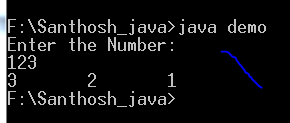 F:\Santhosh_java>java demo
Enter the Number:
123
3 2 1
F:\Santhosh_java>